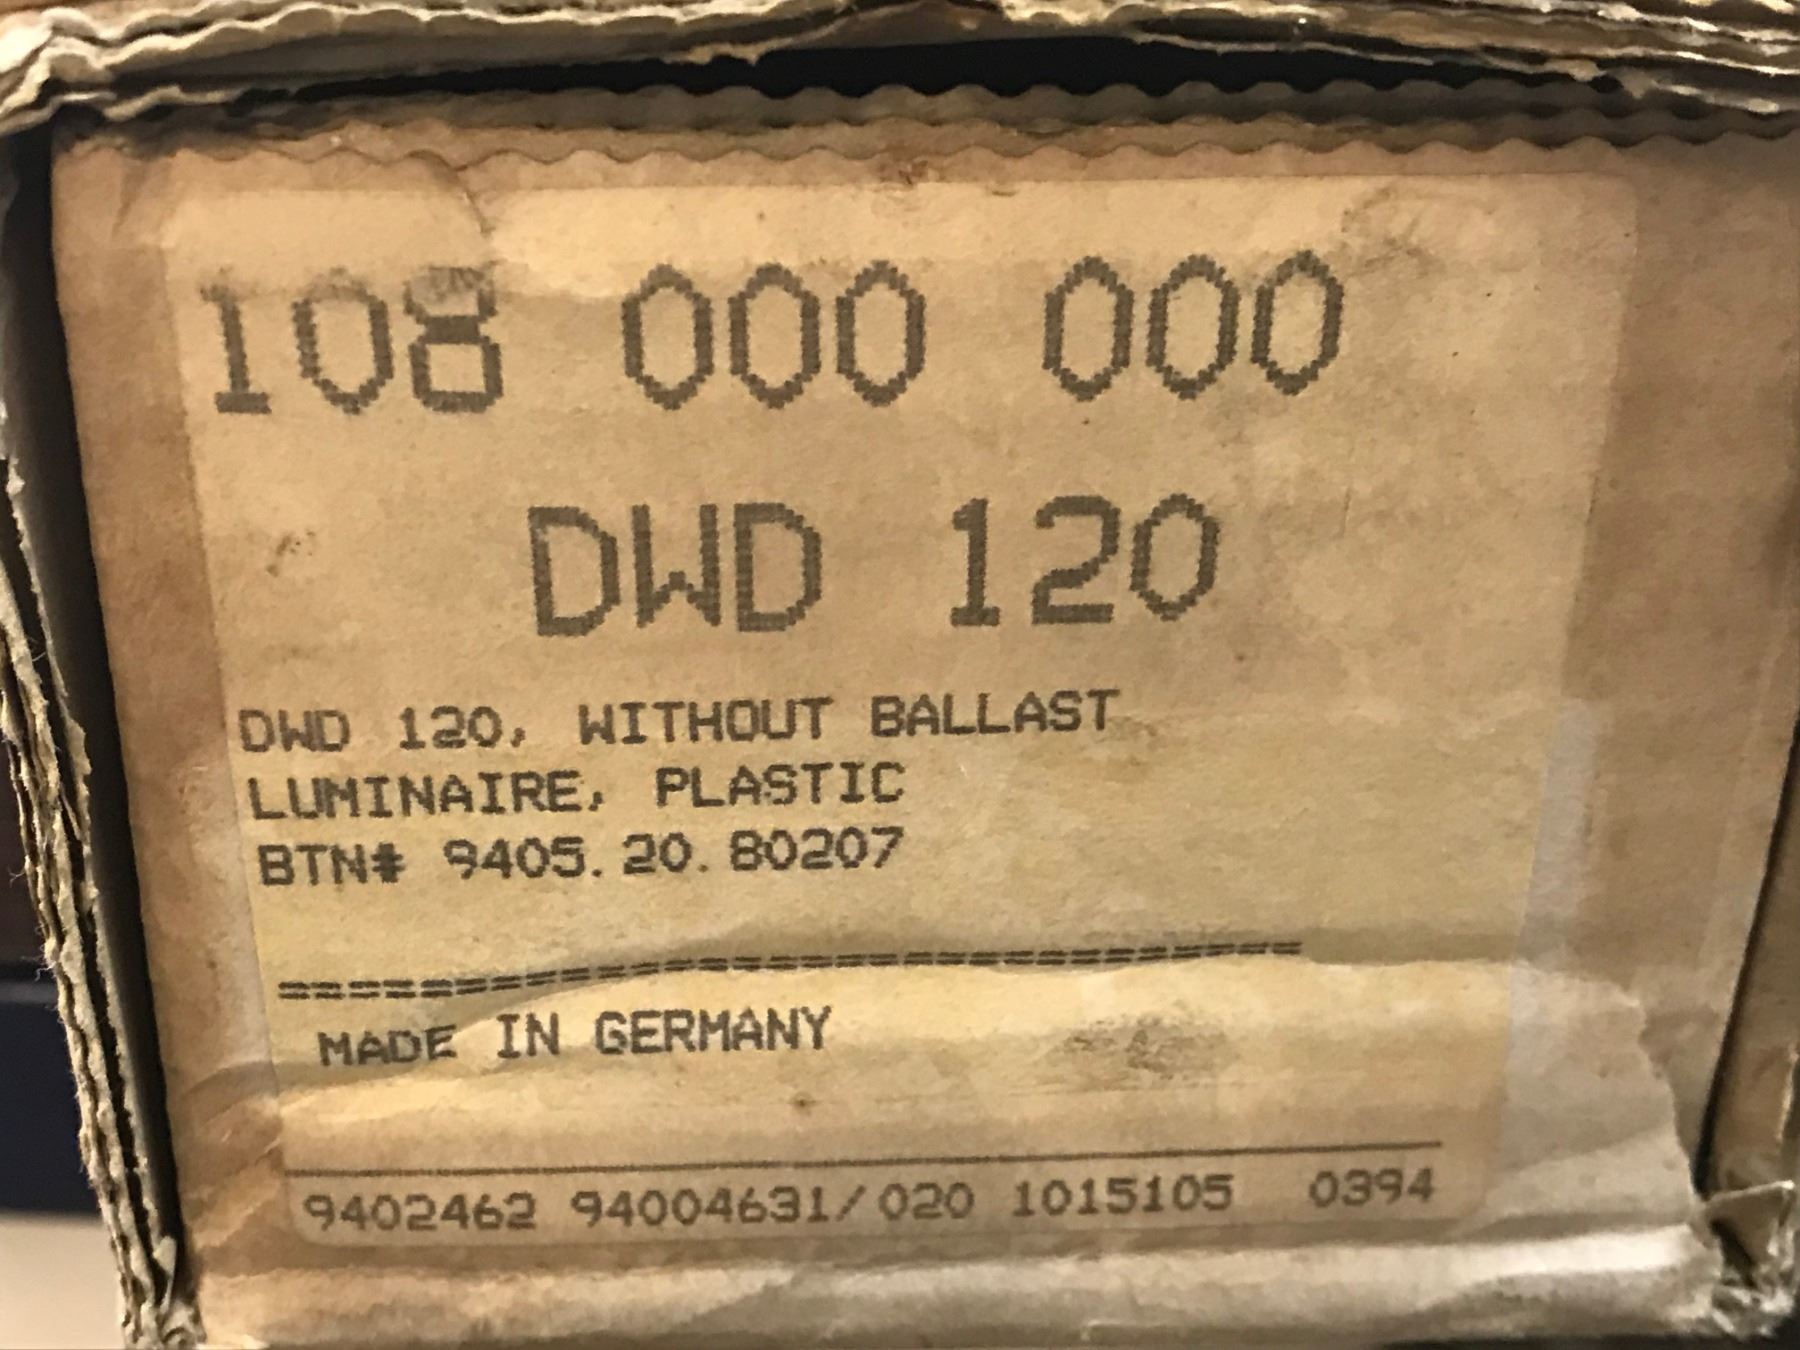 108 000 000
DWD 120
DWD 120, WITHOUT BALLAST
LUMINAIRE, PLASTIC
BTN# 9405.20.80207
==============================
MADE IN GERMANY
9402462 94004631/020 1015105 0394